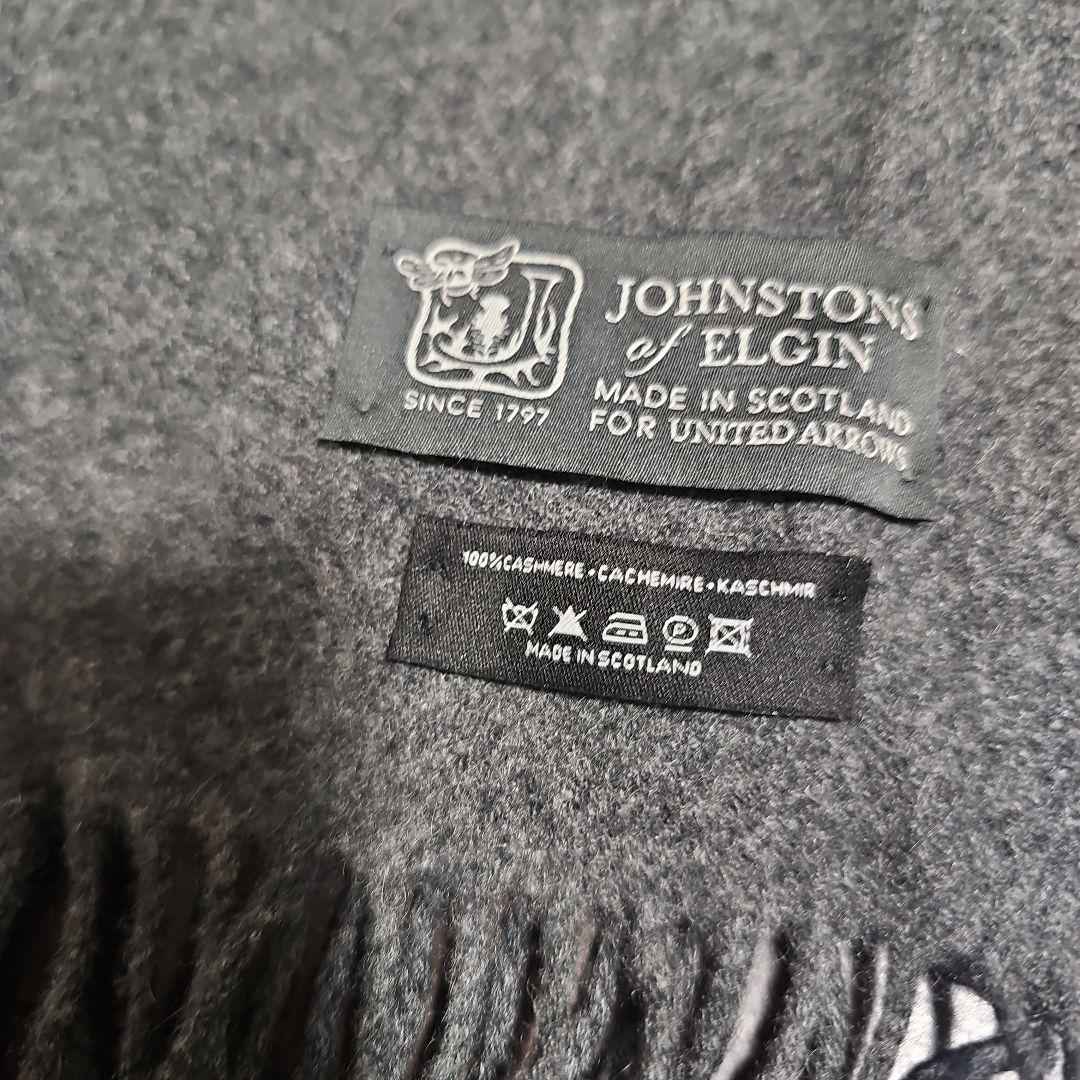 SINCE 1797
JOHNSTONS
of ELGIN
MADE IN SCOTLAND
FOR UNITED ARROWS
100%CASHMERE•CACHEMIRE•KASCHMIR
P
MADE IN SCOTLAND